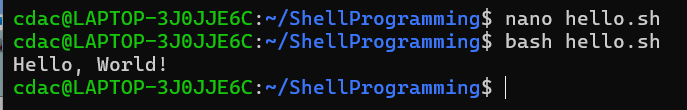 cdac@LAPTOP-3J0JJE6C:~/ShellProgramming$ nano hello.sh
cdac@LAPTOP-3J0JJE6C:~/ShellProgramming$ bash hello.sh
Hello, World!
cdac@LAPTOP-3J0JJE6C:~/ShellProgramming$